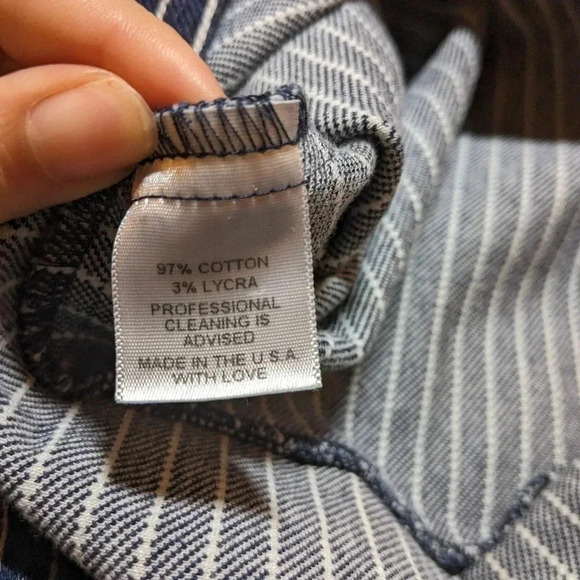 97% COTTON
3% LYCRA
PROFESSIONAL
CLEANING IS
ADVISED
MADE IN THE U.S.A.
WITH LOVE